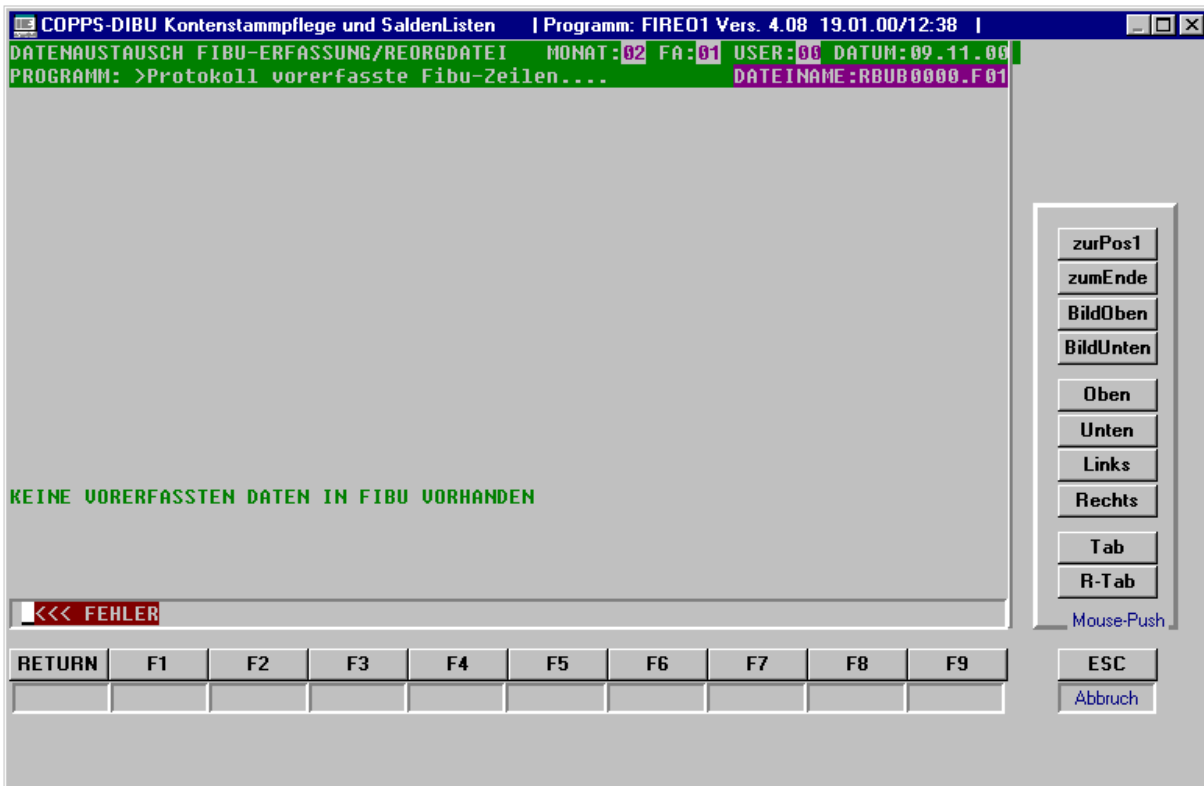 COPPS-DIBU Kontenstammpflege und SaldenListen | Programm: FIREO1 Vers. 4.08 19.01.00/12:38 |
DATENAUSTAUSCH FIBU-ERFASSUNG/REORGDATEI MONAT:02 FA:01 USER:00 DATUM:09.11.00
PROGRAMM: >Protokoll vorerfasste Fibu-Zeilen.... DATEINAME:RBUB0000.F01
zurPos1
zumEnde
BildOben
BildUnten
Oben
Unten
Links
Rechts
Tab
R-Tab
Mouse-Push
KEINE VORERFASSTEN DATEN IN FIBU VORHANDEN
<<< FEHLER
RETURN F1 F2 F3 F4 F5 F6 F7 F8 F9 ESC
Abbruch